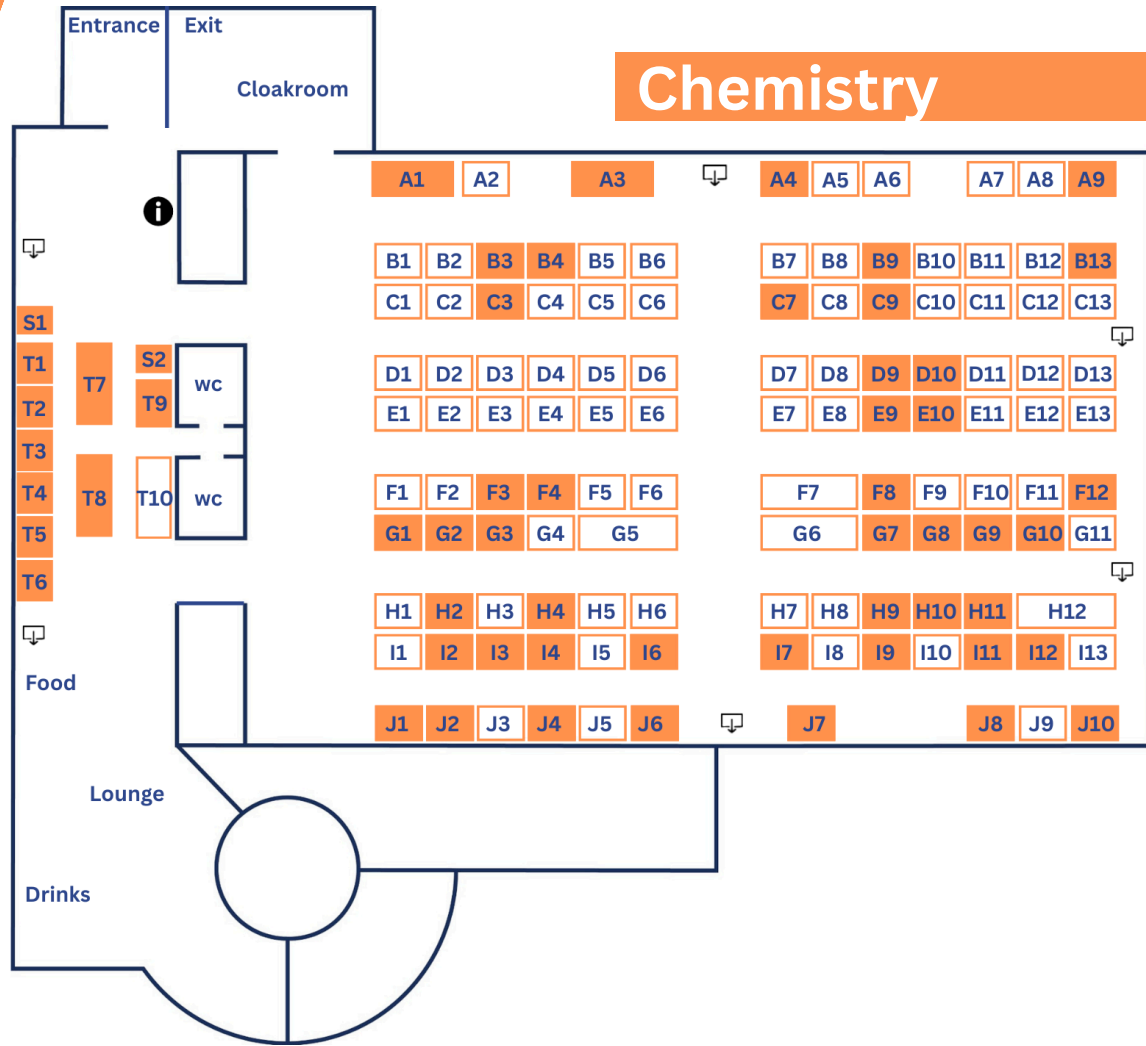 Entrance Exit
Cloakroom
Chemistry
A1 A2 A3 A4 A5 A6 A7 A8 A9
i
B1 B2 B3 B4 B5 B6 B7 B8 B9 B10 B11 B12 B13
C1 C2 C3 C4 C5 C6 C7 C8 C9 C10 C11 C12 C13
S1
T1 T7 S2 wc D1 D2 D3 D4 D5 D6 D7 D8 D9 D10 D11 D12 D13
T2 T9 E1 E2 E3 E4 E5 E6 E7 E8 E9 E10 E11 E12 E13
T3
T4 T8 T10 wc F1 F2 F3 F4 F5 F6 F7 F8 F9 F10 F11 F12
T5 G1 G2 G3 G4 G5 G6 G7 G8 G9 G10 G11
T6
H1 H2 H3 H4 H5 H6 H7 H8 H9 H10 H11 H12
I1 I2 I3 I4 I5 I6 I7 I8 I9 I10 I11 I12 I13
Food
J1 J2 J3 J4 J5 J6 J7 J8 J9 J10
Lounge
Drinks